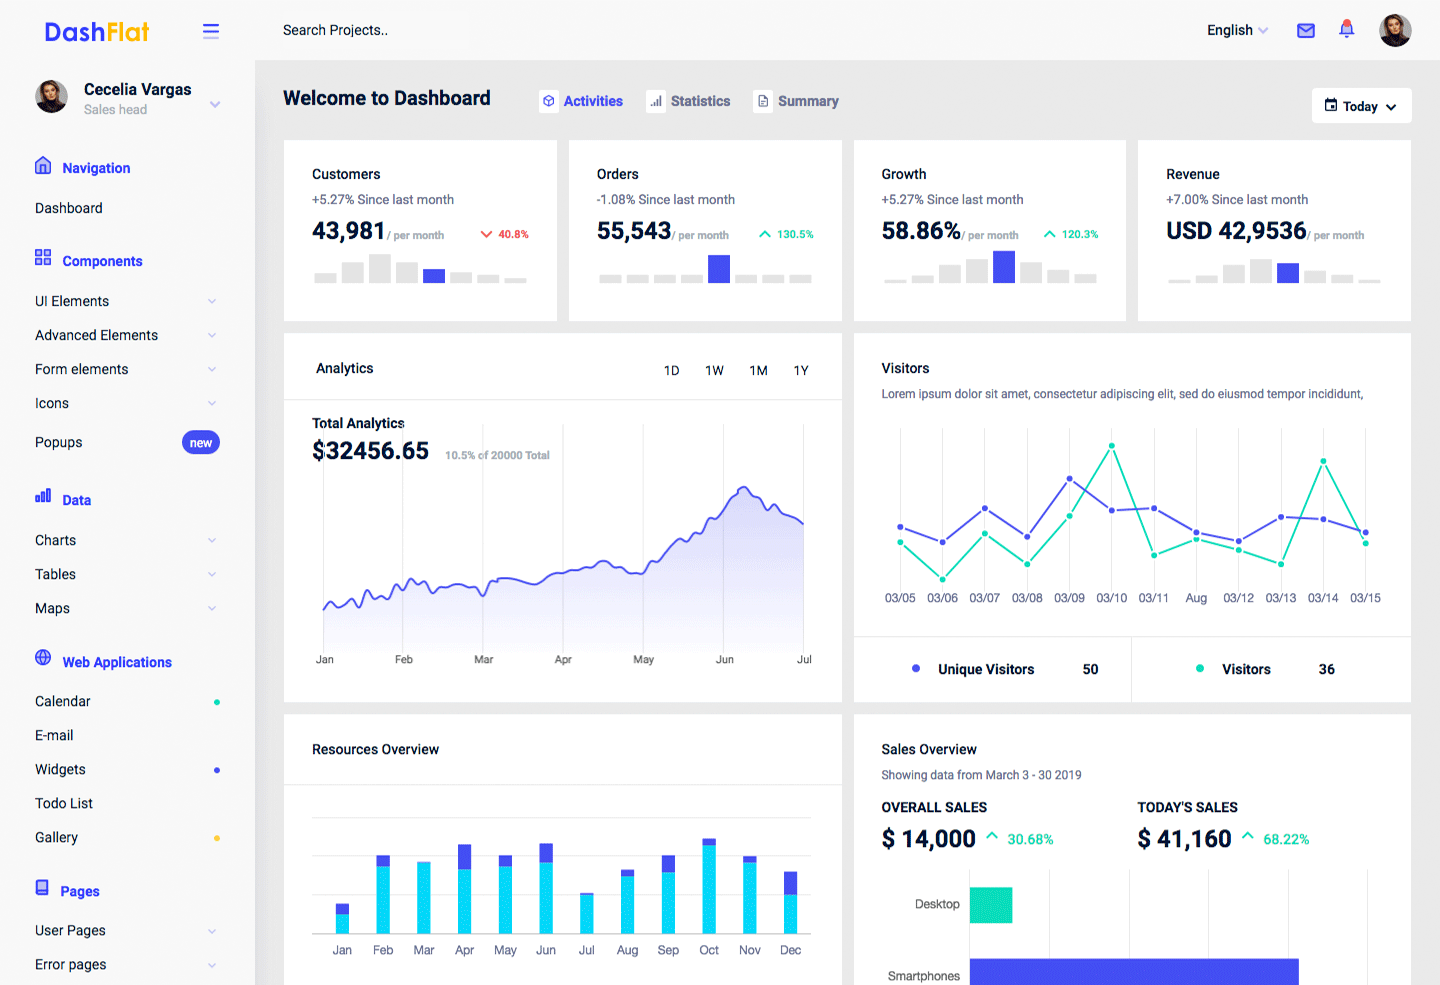 DashFlat
Search Projects..
English
Cecelia Vargas
Sales head
Navigation
Dashboard
Components
UI Elements
Advanced Elements
Form elements
Icons
Popups
new
Data
Charts
Tables
Maps
Web Applications
Calendar
E-mail
Widgets
Todo List
Gallery
Pages
User Pages
Error pages
Welcome to Dashboard
Activities
Statistics
Summary
Today
Customers
+5.27% Since last month
43,981/ per month
40.8%
Orders
-1.08% Since last month
55,543/ per month
130.5%
Growth
+5.27% Since last month
58.86%/ per month
120.3%
Revenue
+7.00% Since last month
USD 42,9536/ per month
Analytics
1D 1W 1M 1Y
Total Analytics
$32456.65 10.5% of 20000 Total
Jan Feb Mar Apr May Jun Jul
Visitors
Lorem ipsum dolor sit amet, consectetur adipiscing elit, sed do eiusmod tempor incididunt,
03/05 03/06 03/07 03/08 03/09 03/10 03/11 Aug 03/12 03/13 03/14 03/15
Unique Visitors 50
Visitors 36
Resources Overview
Jan Feb Mar Apr May Jun Jul Aug Sep Oct Nov Dec
Sales Overview
Showing data from March 3 - 30 2019
OVERALL SALES
$ 14,000 30.68%
TODAY'S SALES
$ 41,160 68.22%
Desktop
Smartphones